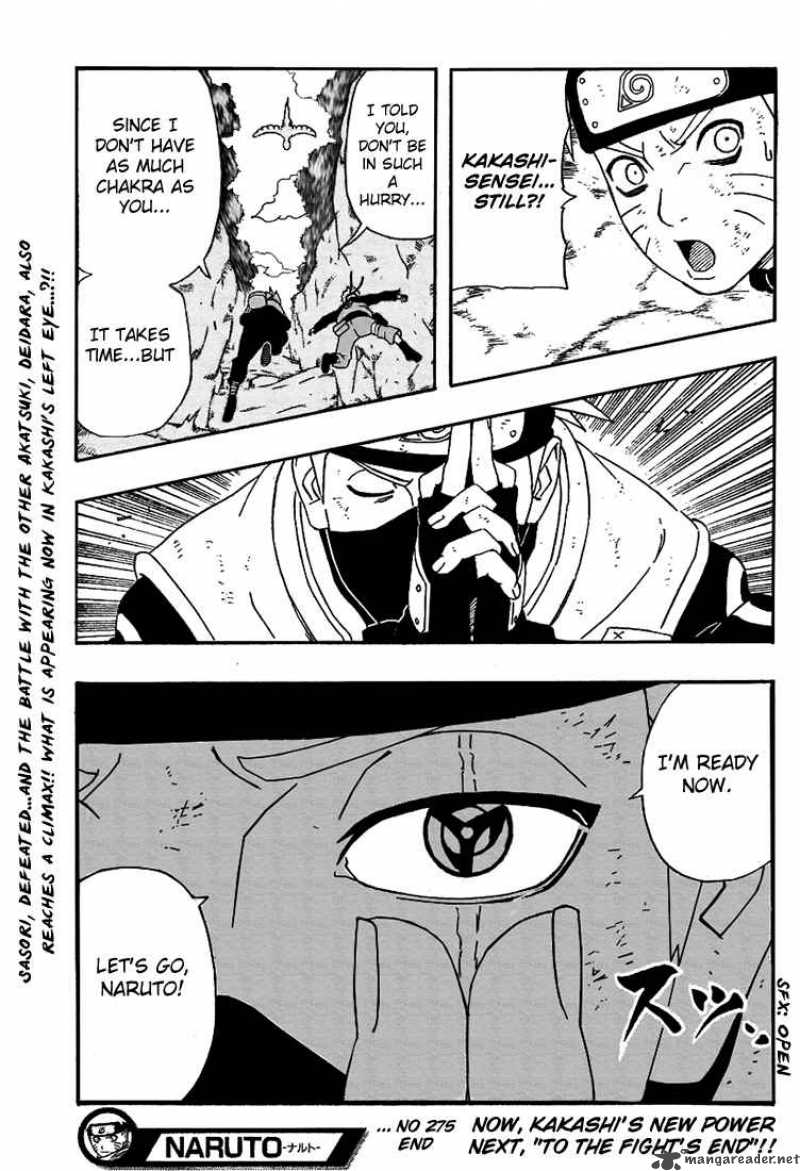 KAKASHI-
SENSEI...
STILL?!
I TOLD
YOU,
DON'T BE
IN SUCH
A
HURRY...
SINCE I
DON'T HAVE
AS MUCH
CHAKRA AS
YOU...
IT TAKES
TIME...BUT
I'M READY
NOW.
LET'S GO,
NARUTO!
スッ...
SFX: OPEN
SASORI, DEFEATED...AND THE BATTLE WITH THE OTHER AKATSUKI, DEIDARA, ALSO
REACHES A CLIMAX!! WHAT IS APPEARING NOW IN KAKASHI'S LEFT EYE...?!!
NARUTO -ナルト-
... NO 275
END
NOW, KAKASHI'S NEW POWER
NEXT, "TO THE FIGHT'S END"!!
mangareader.net